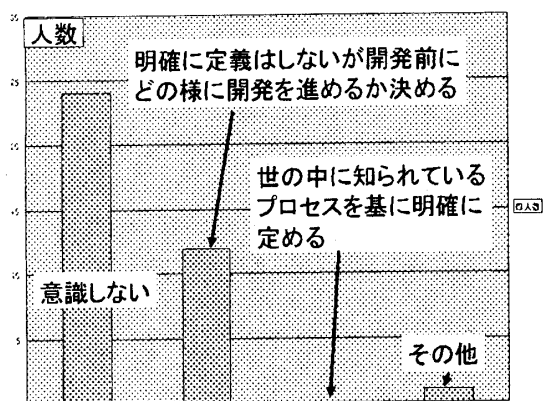 人数
明確に定義はしないが開発前に
どの様に開発を進めるか決める
世の中に知られている
プロセスを基に明確に
定める
意識しない
その他